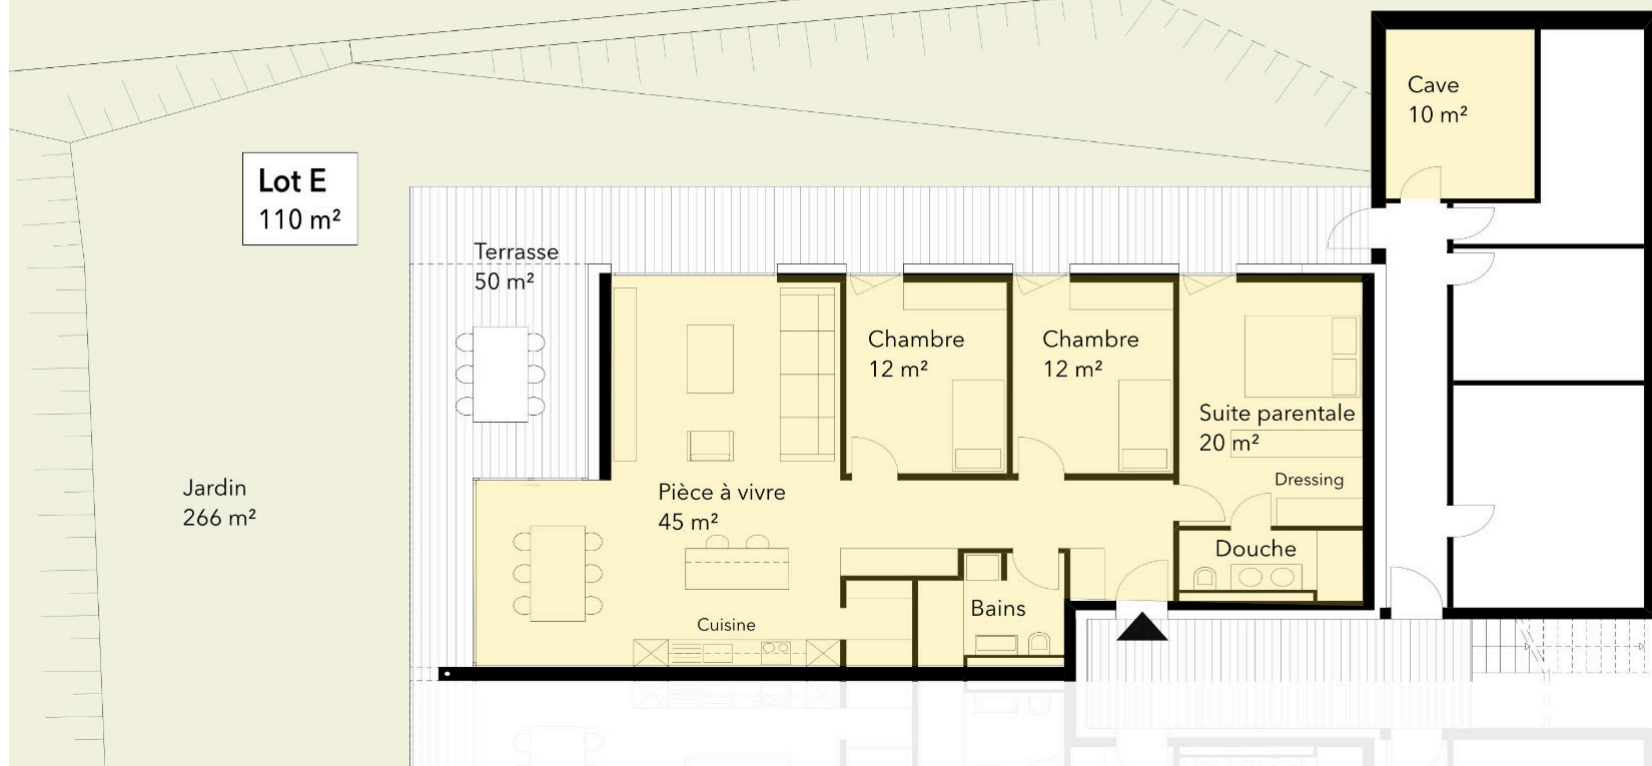 Cave
10 m²
Lot E
110 m²
Terrasse
50 m²
Chambre
12 m²
Chambre
12 m²
Suite parentale
20 m²
Dressing
Jardin
266 m²
Pièce à vivre
45 m²
Douche
Bains
Cuisine